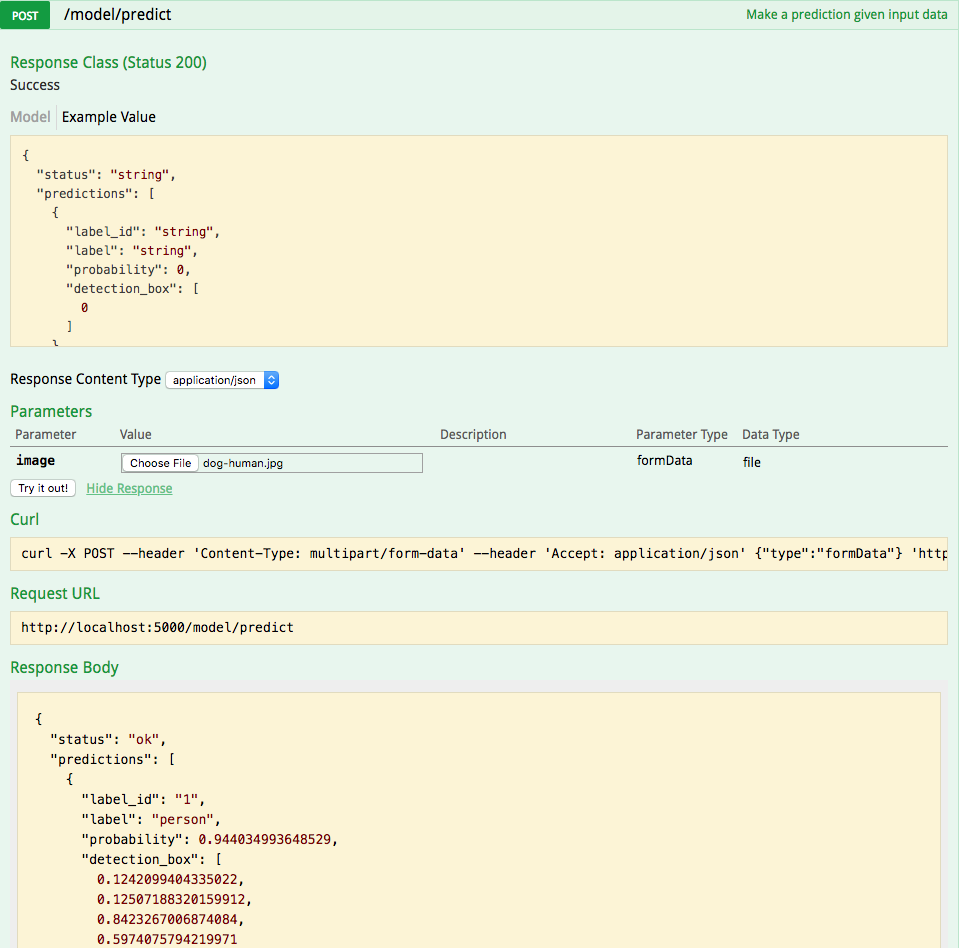 POST /model/predict Make a prediction given input data
Response Class (Status 200)
Success
Model Example Value
{
"status": "string",
"predictions": [
{
"label_id": "string",
"label": "string",
"probability": 0,
"detection_box": [
0
]
}
Response Content Type application/json
Parameters
Parameter Value Description Parameter Type Data Type
image Choose File dog-human.jpg formData file
Try it out! Hide Response
Curl
curl -X POST --header 'Content-Type: multipart/form-data' --header 'Accept: application/json' {"type":"formData"} 'http
Request URL
http://localhost:5000/model/predict
Response Body
{
"status": "ok",
"predictions": [
{
"label_id": "1",
"label": "person",
"probability": 0.944034993648529,
"detection_box": [
0.1242099404335022,
0.12507188320159912,
0.8423267006874084,
0.5974075794219971